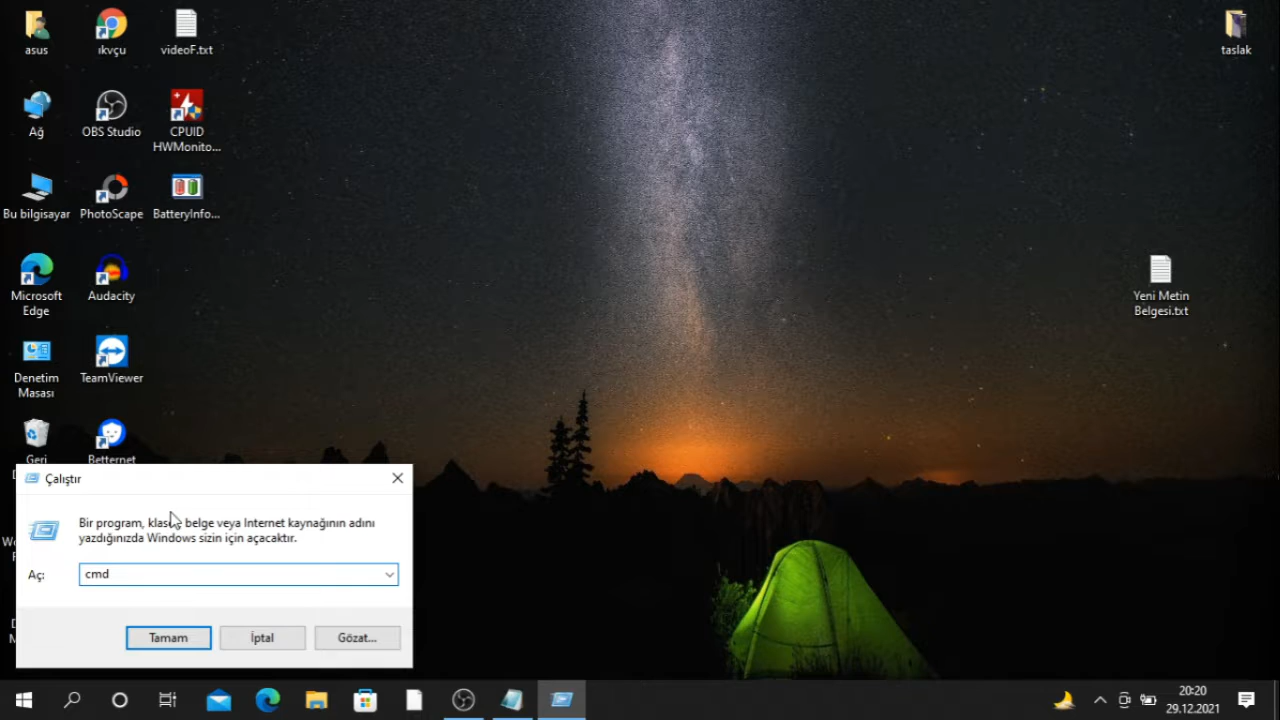 asus
ıkvçu
videoF.txt
taslak
Ağ
OBS Studio
CPUID
HWMonito...
Bu bilgisayar
PhotoScape
BatteryInfo...
Microsoft
Edge
Audacity
Yeni Metin
Belgesi.txt
Denetim
Masası
TeamViewer
Geri
Betternet
Çalıştır
Bir program, klasör, belge veya Internet kaynağının adını
yazdığınızda Windows sizin için açacaktır.
Aç:
cmd
Tamam
İptal
Gözat...
20:20
29.12.2021